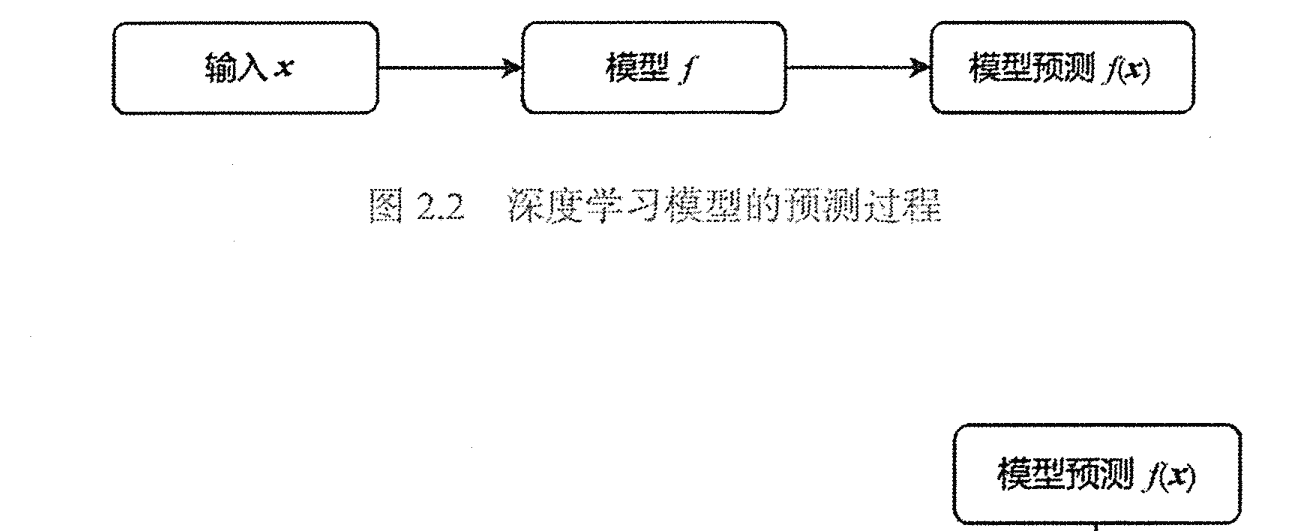 输入 x 模型 f 模型预测 f(x)
图 2.2 深度学习模型的预测过程
模型预测 f(x)